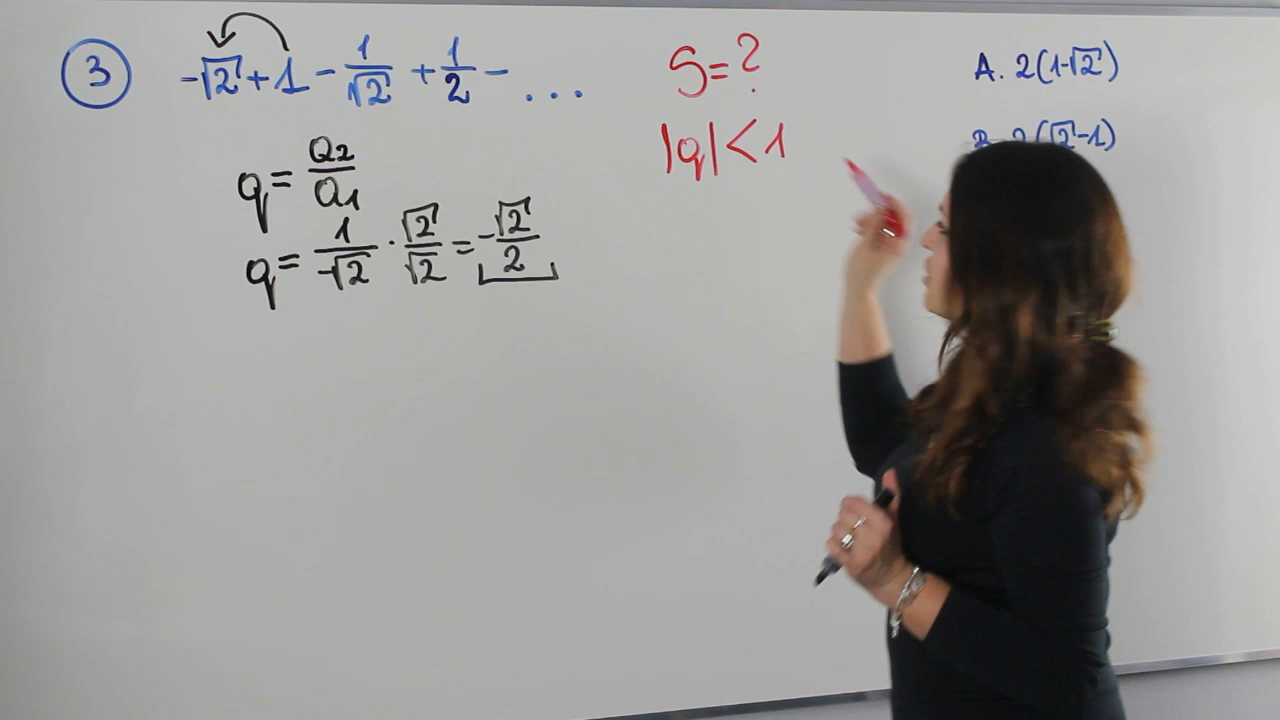 3 -√2 + 1 - 1/√2 + 1/2 - ...
S = ?
A. 2(1-√2)
|q| < 1
B. 2(√2-1)
q = a2/a1
q = 1/-√2 · √2/√2 = -√2/2